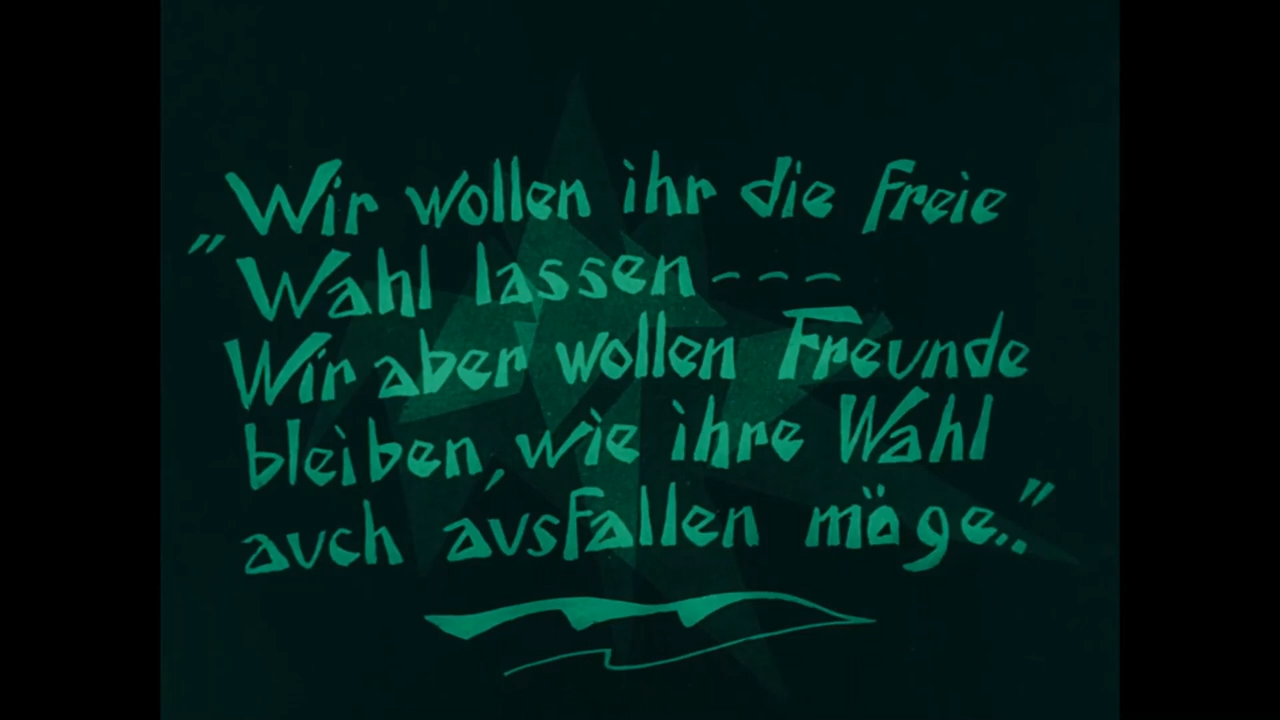 „Wir wollen ihr die freie
Wahl lassen - - -
Wir aber wollen Freunde
bleiben, wie ihre Wahl
auch ausfallen möge.."